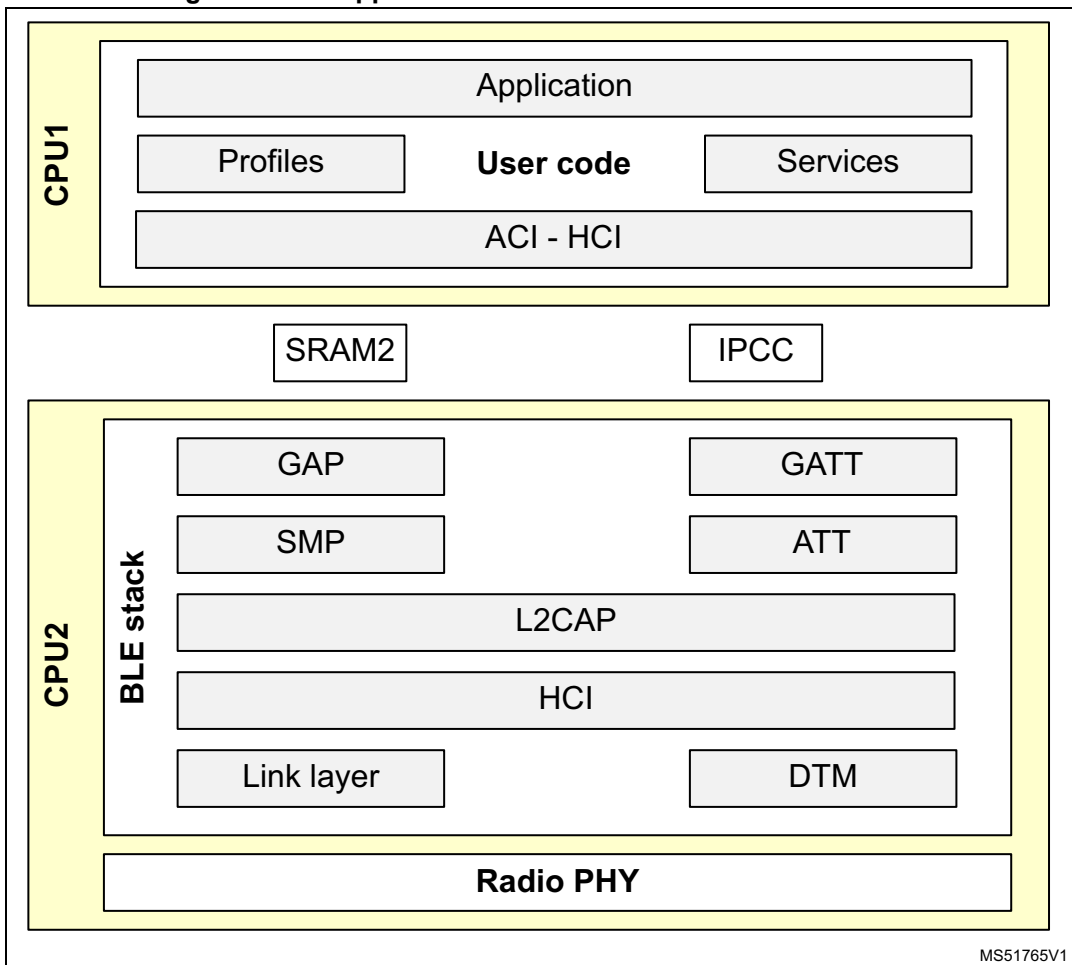 Application
CPU1
Profiles
User code
Services
ACI - HCI
SRAM2
IPCC
GAP
GATT
SMP
ATT
BLE stack
CPU2
L2CAP
HCI
Link layer
DTM
Radio PHY
MS51765V1